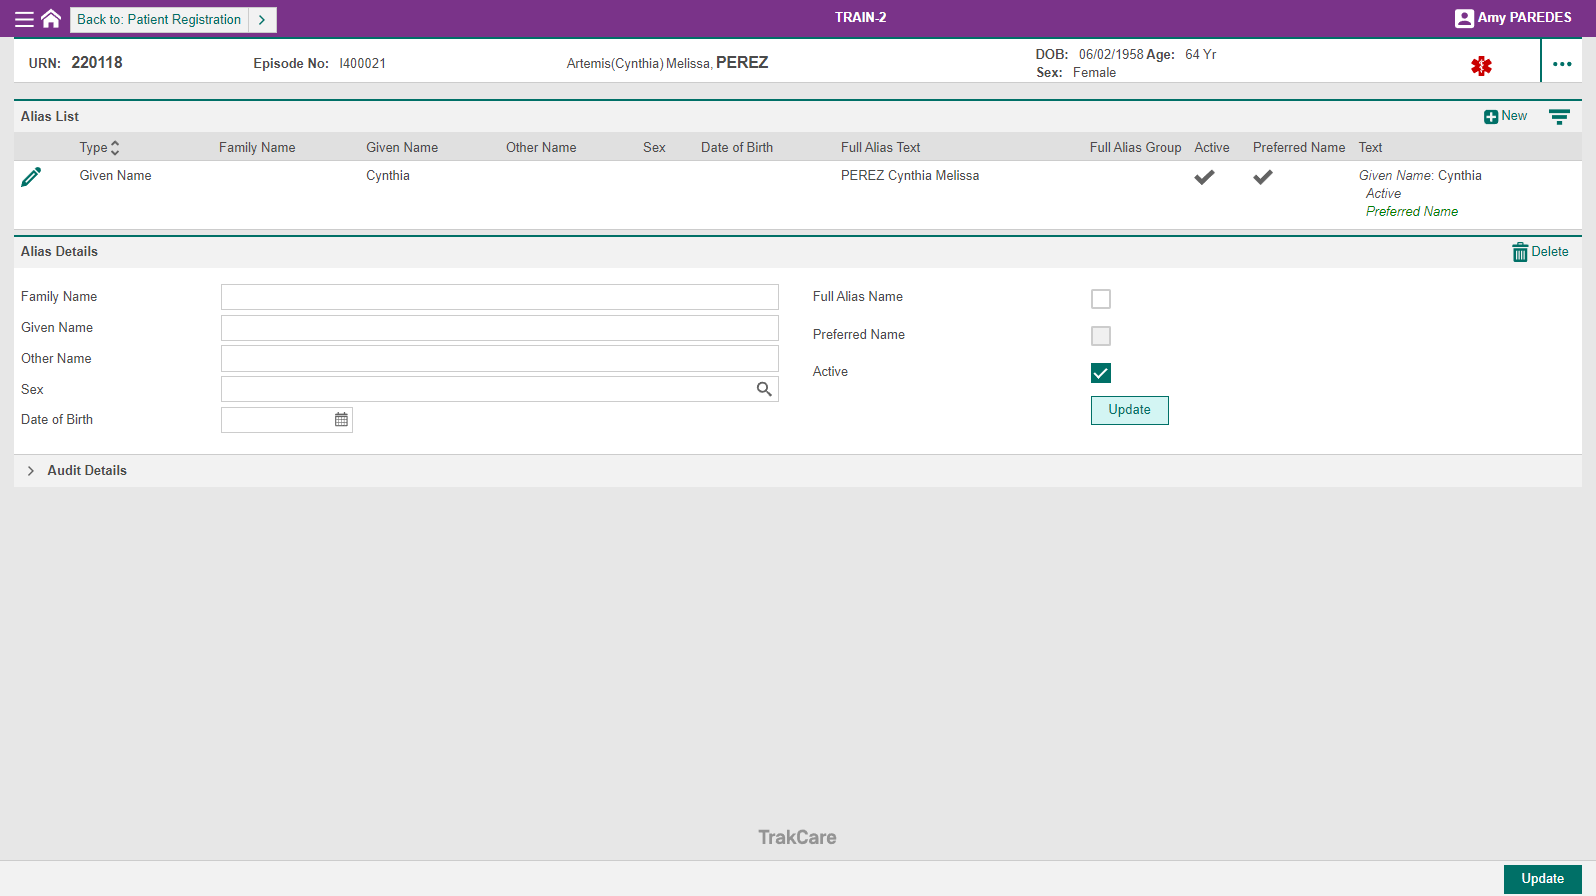 Back to: Patient Registration
TRAIN-2
Amy PAREDES
URN: 220118 Episode No: I400021 Artemis(Cynthia) Melissa, PEREZ DOB: 06/02/1958 Age: 64 Yr
Sex: Female
Alias List New
Type Family Name Given Name Other Name Sex Date of Birth Full Alias Text Full Alias Group Active Preferred Name Text
Given Name Cynthia PEREZ Cynthia Melissa Given Name: Cynthia
Active
Preferred Name
Alias Details Delete
Family Name Full Alias Name
Given Name
Preferred Name
Other Name
Active
Sex
Update
Date of Birth
Audit Details
TrakCare
Update